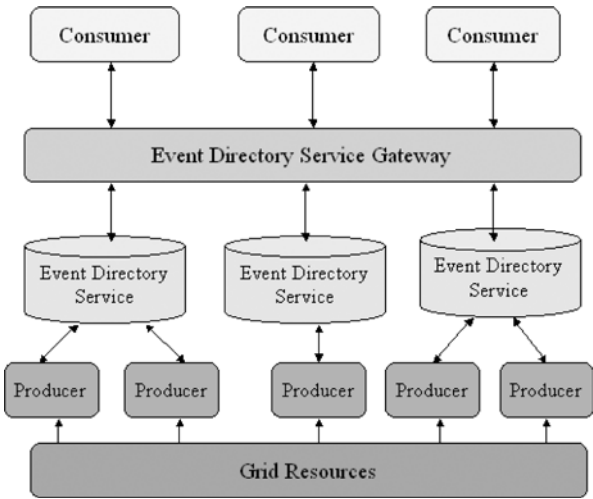 Consumer
Consumer
Consumer
Event Directory Service Gateway
Event Directory
Service
Event Directory
Service
Event Directory
Service
Producer
Producer
Producer
Producer
Producer
Grid Resources